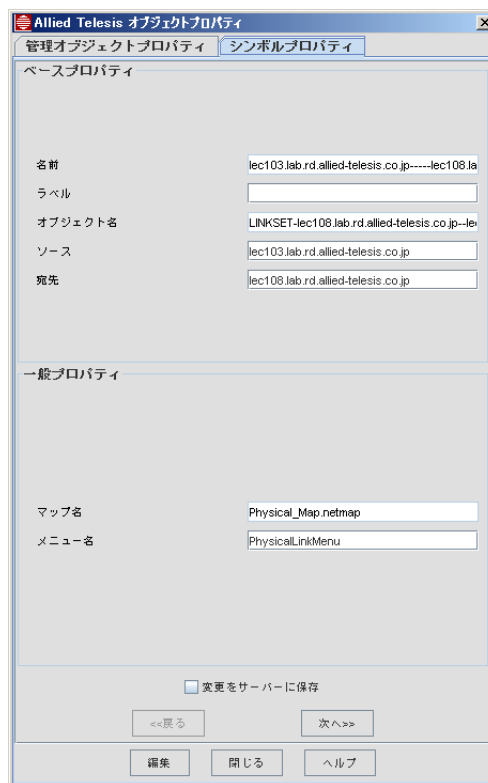 Allied Telesis オブジェクトプロパティ
管理オブジェクトプロパティ シンボルプロパティ
ベースプロパティ
名前 lec103.lab.rd.allied-telesis.co.jp-----lec108.la
ラベル
オブジェクト名 LINKSET-lec108.lab.rd.allied-telesis.co.jp--le
ソース lec103.lab.rd.allied-telesis.co.jp
宛先 lec108.lab.rd.allied-telesis.co.jp
一般プロパティ
マップ名 Physical_Map.netmap
メニュー名 PhysicalLinkMenu
変更をサーバーに保存
<<戻る 次へ>>
編集 閉じる ヘルプ